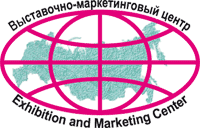 Выставочно-маркетинговый центр
Exhibition and Marketing Center